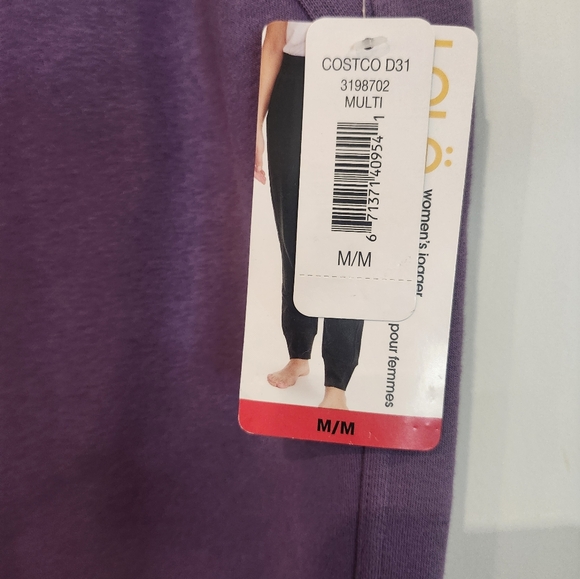 COSTCO D31
3198702
MULTI
6 71371 40954 1
M/M
LOLË
women's jogger
pour femmes
M/M